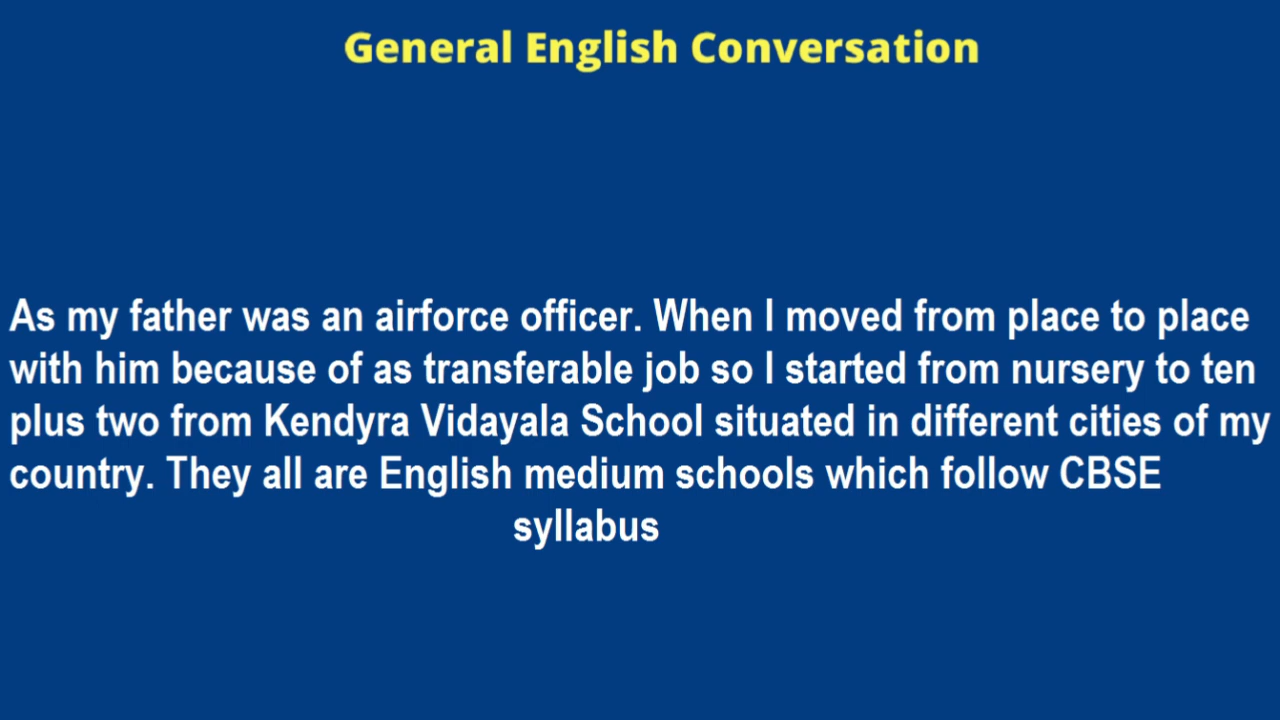 General English Conversation
As my father was an airforce officer. When I moved from place to place
with him because of as transferable job so I started from nursery to ten
plus two from Kendyra Vidayala School situated in different cities of my
country. They all are English medium schools which follow CBSE
syllabus